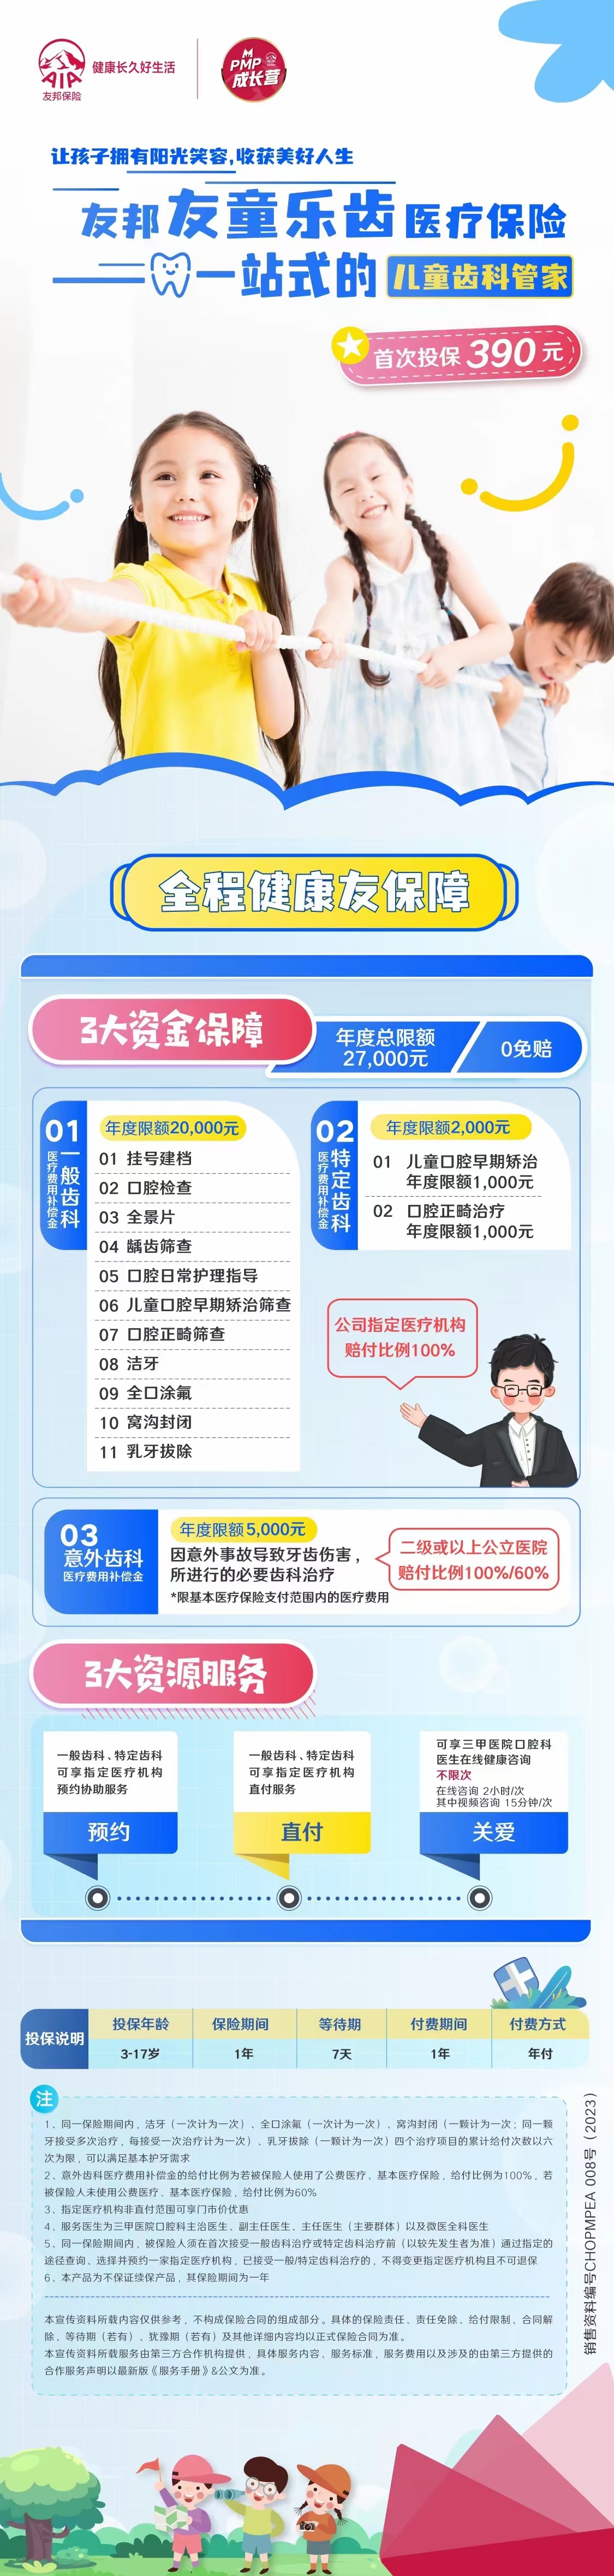 AIA
友邦保险
健康长久好生活
PMP
成长营
让孩子拥有阳光笑容,收获美好人生
友邦友童乐齿医疗保险
一站式的 儿童齿科管家
首次投保390元
全程健康友保障
3大资金保障
年度总限额
27,000元
0免赔
01
一般齿科
医疗费用补偿金
年度限额20,000元
01 挂号建档
02 口腔检查
03 全景片
04 龋齿筛查
05 口腔日常护理指导
06 儿童口腔早期矫治筛查
07 口腔正畸筛查
08 洁牙
09 全口涂氟
10 窝沟封闭
11 乳牙拔除
02
特定齿科
医疗费用补偿金
年度限额2,000元
01 儿童口腔早期矫治
年度限额1,000元
02 口腔正畸治疗
年度限额1,000元
公司指定医疗机构
赔付比例100%
03
意外齿科
医疗费用补偿金
年度限额5,000元
因意外事故导致牙齿伤害，
所进行的必要齿科治疗
*限基本医疗保险支付范围内的医疗费用
二级或以上公立医院
赔付比例100%/60%
3大资源服务
一般齿科、特定齿科
可享指定医疗机构
预约协助服务
预约
一般齿科、特定齿科
可享指定医疗机构
直付服务
直付
可享三甲医院口腔科
医生在线健康咨询
不限次
在线咨询 2小时/次
其中视频咨询 15分钟/次
关爱
投保说明
投保年龄 保险期间 等待期 付费期间 付费方式
3-17岁 1年 7天 1年 年付
注
1、同一保险期间内，洁牙（一次计为一次）、全口涂氟（一次计为一次）、窝沟封闭（一颗计为一次；同一颗
牙接受多次治疗，每接受一次治疗计为一次）、乳牙拔除（一颗计为一次）四个治疗项目的累计给付次数以六
次为限，可以满足基本护牙需求
2、意外齿科医疗费用补偿金的给付比例为若被保险人使用了公费医疗、基本医疗保险，给付比例为100%，若
被保险人未使用公费医疗、基本医疗保险，给付比例为60%
3、指定医疗机构非直付范围可享门市价优惠
4、服务医生为三甲医院口腔科主治医生、副主任医生、主任医生（主要群体）以及微医全科医生
5、同一保险期间内，被保险人须在首次接受一般齿科治疗或特定齿科治疗前（以较先发生者为准）通过指定的
途径查询、选择并预约一家指定医疗机构，已接受一般/特定齿科治疗的，不得变更指定医疗机构且不可退保
6、本产品为不保证续保产品，其保险期间为一年
本宣传资料所载内容仅供参考，不构成保险合同的组成部分。具体的保险责任、责任免除、给付限制、合同解
除、等待期（若有）、犹豫期（若有）及其他详细内容均以正式保险合同为准。
本宣传资料所载服务由第三方合作机构提供，具体服务内容、服务标准，服务费用以及涉及的由第三方提供的
合作服务声明以最新版《服务手册》&公文为准。
销售资料编号CHOPMPEA 008号（2023）